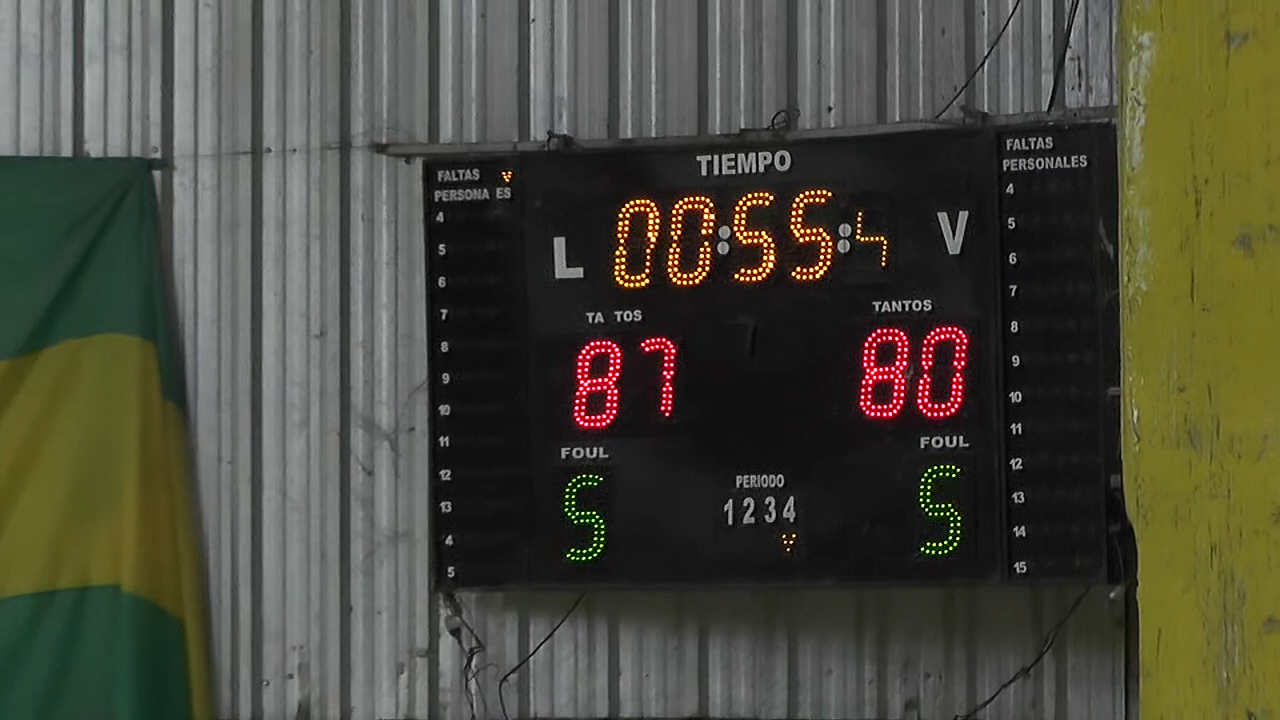 TIEMPO
L 00:55:4 V
TA TOS
87
TANTOS
80
FOUL
5
FOUL
5
PERIODO
1 2 3 4
FALTAS
PERSONA ES
4
5
6
7
8
9
10
11
12
13
4
5
FALTAS
PERSONALES
4
5
6
7
8
9
10
11
12
13
14
15